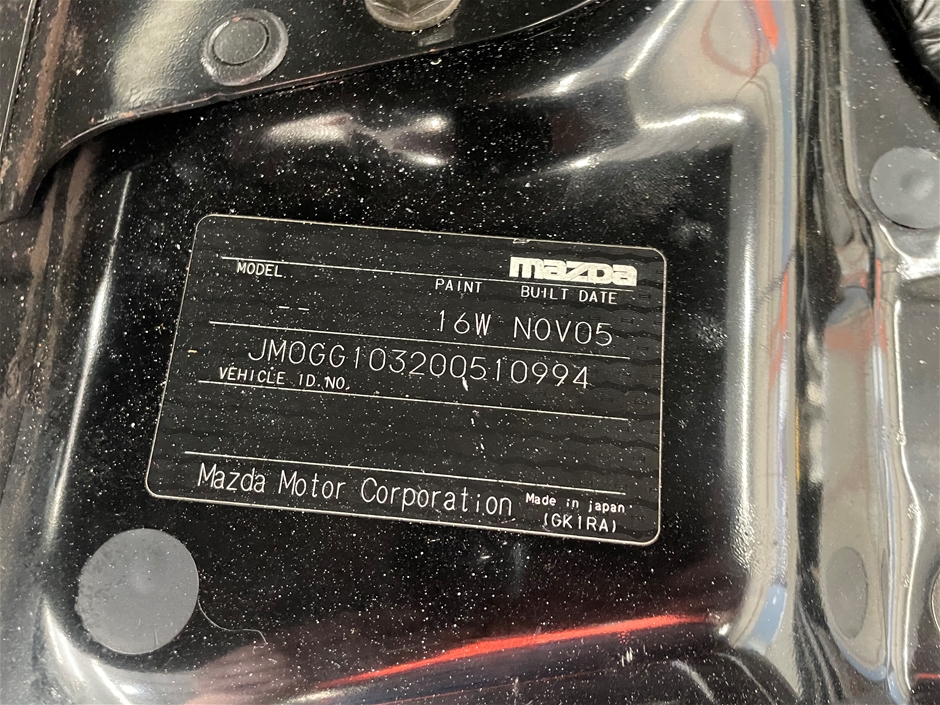 mazda
MODEL PAINT BUILT DATE
-- 16W NOV05
JM0GG103200510994
VEHICLE ID.NO.
Mazda Motor Corporation Made in japan
(GK1RA)